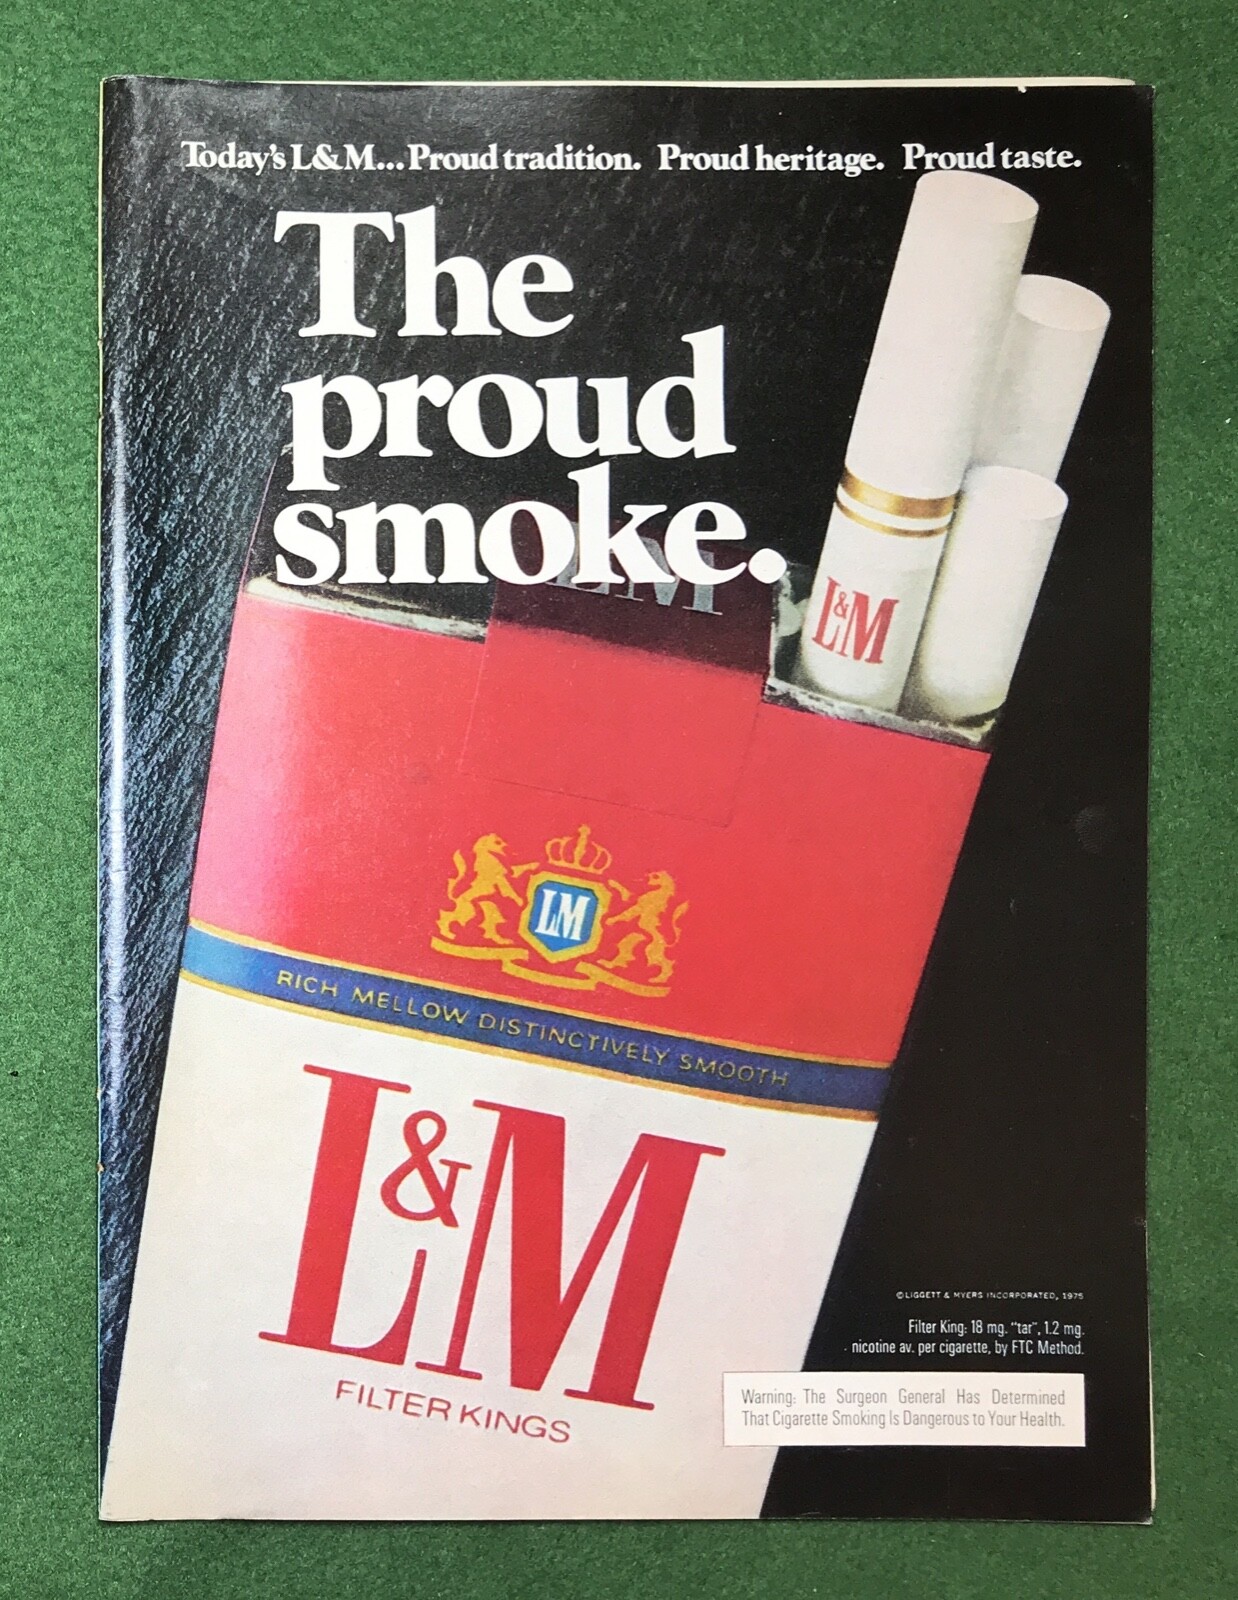 Today's L&M...Proud tradition. Proud heritage. Proud taste.
The
proud
smoke.
L&M
LM
LM
RICH MELLOW DISTINCTIVELY SMOOTH
L&M
FILTER KINGS
©LIGGETT & MYERS INCORPORATED, 1975
Filter King: 18 mg. "tar", 1.2 mg.
nicotine av. per cigarette, by FTC Method.
Warning: The Surgeon General Has Determined
That Cigarette Smoking Is Dangerous to Your Health.